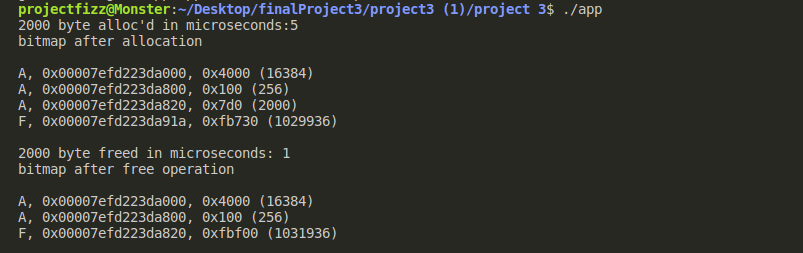 projectfizz@Monster:~/Desktop/finalProject3/project3 (1)/project 3$ ./app
2000 byte alloc'd in microseconds:5
bitmap after allocation
A, 0x00007efd223da000, 0x4000 (16384)
A, 0x00007efd223da800, 0x100 (256)
A, 0x00007efd223da820, 0x7d0 (2000)
F, 0x00007efd223da91a, 0xfb730 (1029936)
2000 byte freed in microseconds: 1
bitmap after free operation
A, 0x00007efd223da000, 0x4000 (16384)
A, 0x00007efd223da800, 0x100 (256)
F, 0x00007efd223da820, 0xfbf00 (1031936)